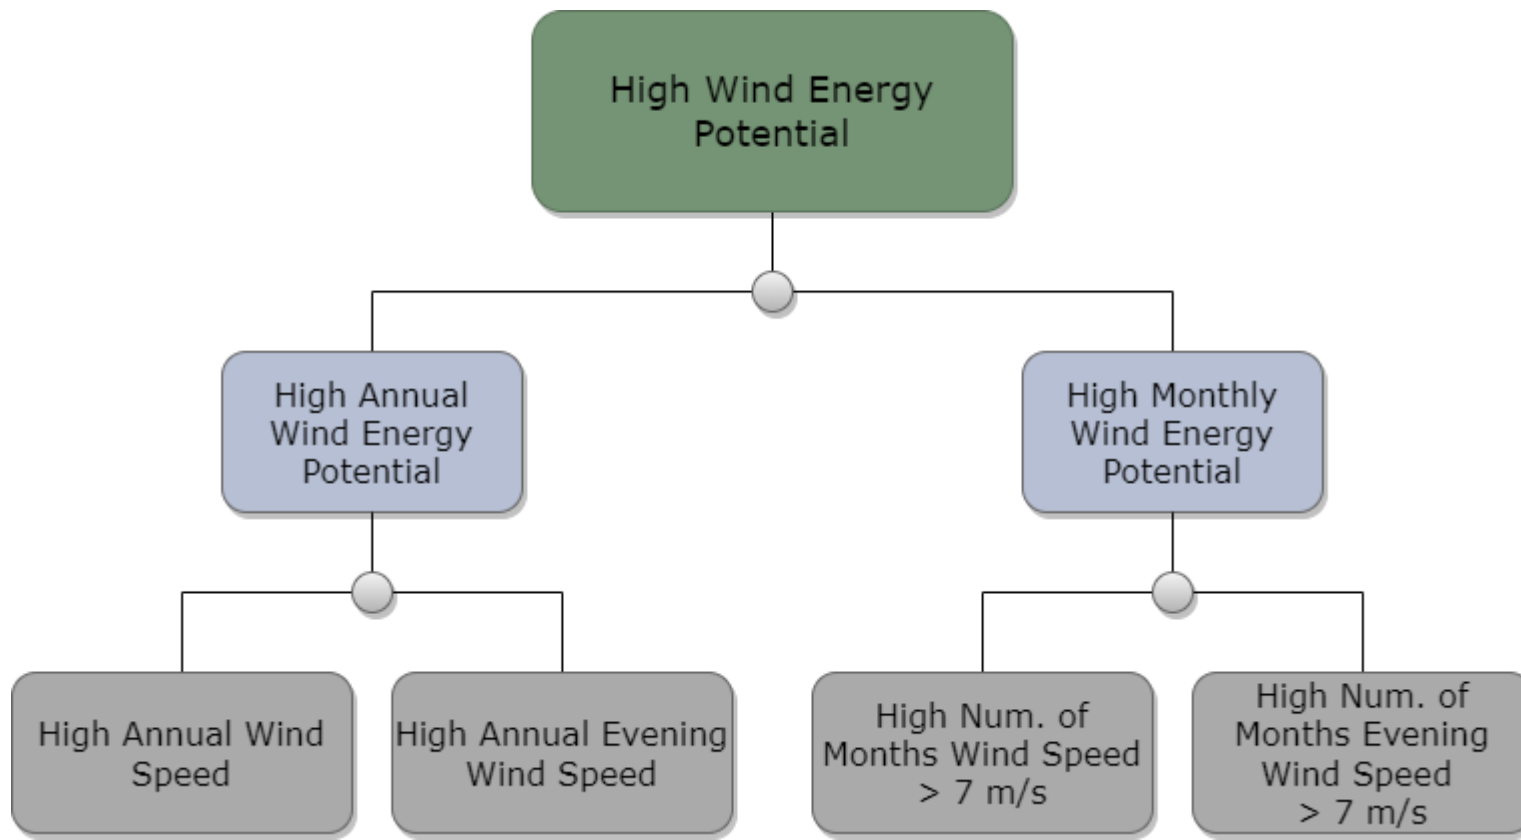 High Wind Energy
Potential
High Annual
Wind Energy
Potential
High Monthly
Wind Energy
Potential
High Annual Wind
Speed
High Annual Evening
Wind Speed
High Num. of
Months Wind Speed
> 7 m/s
High Num. of
Months Evening
Wind Speed
> 7 m/s